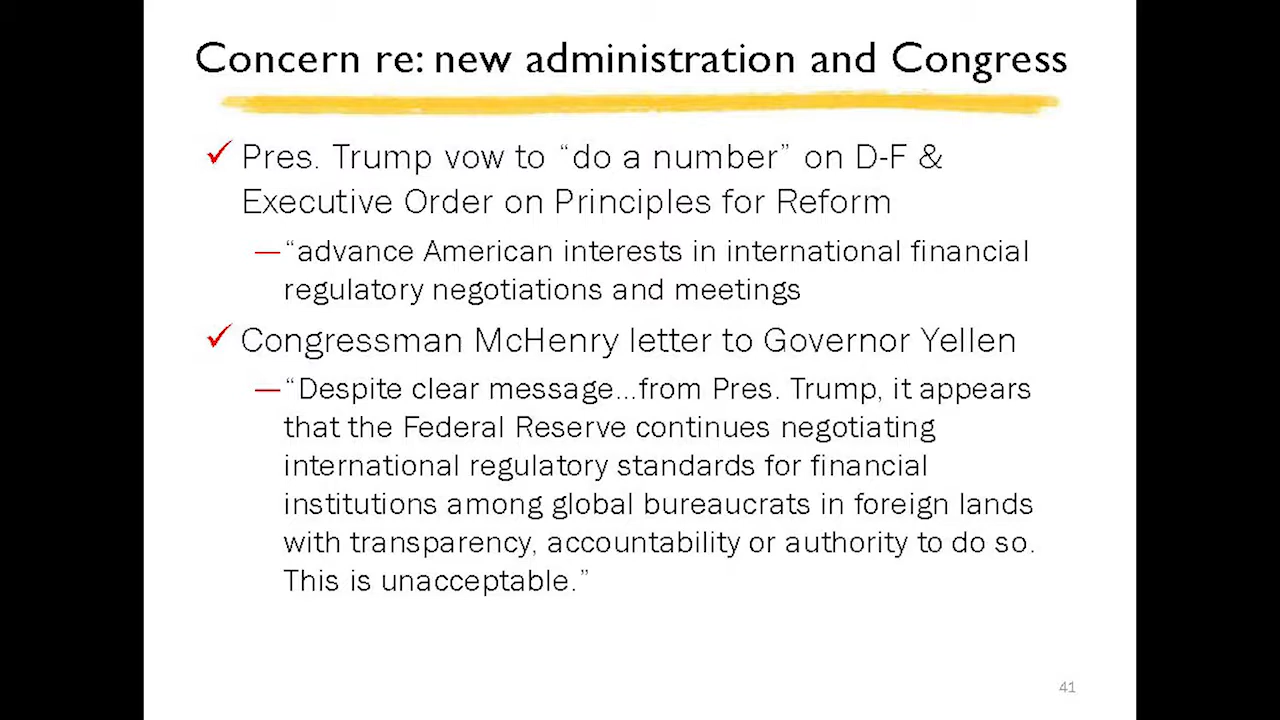 Concern re: new administration and Congress
✓ Pres. Trump vow to “do a number” on D-F &
Executive Order on Principles for Reform
—“advance American interests in international financial
regulatory negotiations and meetings
✓ Congressman McHenry letter to Governor Yellen
—“Despite clear message…from Pres. Trump, it appears
that the Federal Reserve continues negotiating
international regulatory standards for financial
institutions among global bureaucrats in foreign lands
with transparency, accountability or authority to do so.
This is unacceptable.”
41